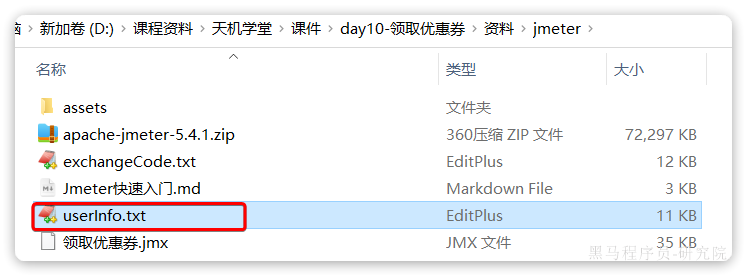 新加卷 (D:) › 课程资料 › 天机学堂 › 课件 › day10-领取优惠券 › 资料 › jmeter ›
名称 类型 大小
assets 文件夹
apache-jmeter-5.4.1.zip 360压缩 ZIP 文件 72,297 KB
exchangeCode.txt EditPlus 12 KB
Jmeter快速入门.md Markdown File 3 KB
userInfo.txt EditPlus 11 KB
领取优惠券.jmx JMX 文件 35 KB
黑马程序员-研究院